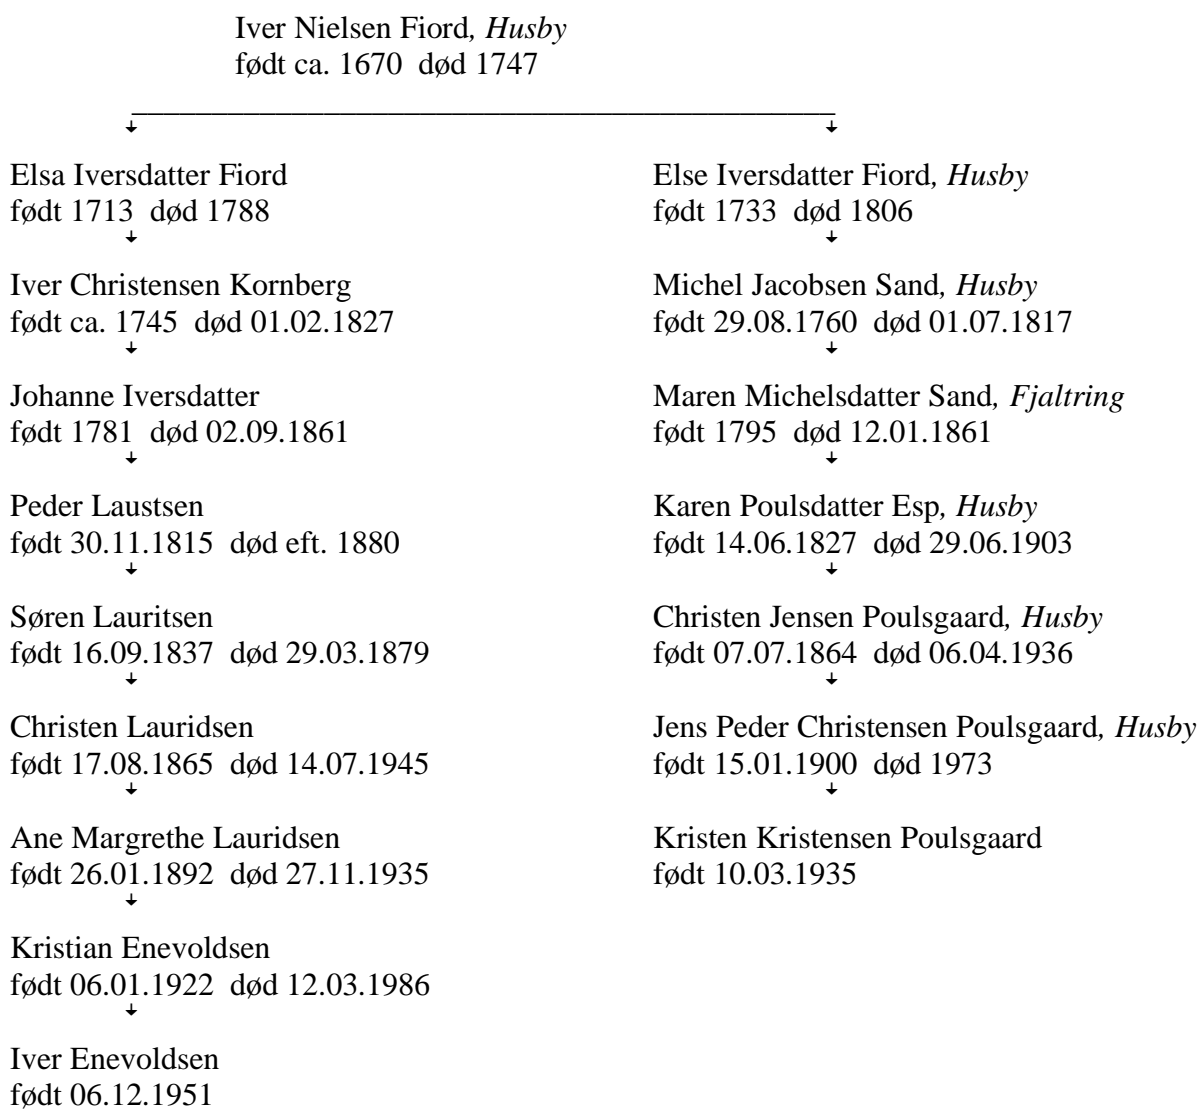 Iver Nielsen Fiord, Husby
født ca. 1670 død 1747
Elsa Iversdatter Fiord
født 1713 død 1788
Iver Christensen Kornberg
født ca. 1745 død 01.02.1827
Johanne Iversdatter
født 1781 død 02.09.1861
Peder Laustsen
født 30.11.1815 død eft. 1880
Søren Lauritsen
født 16.09.1837 død 29.03.1879
Christen Lauridsen
født 17.08.1865 død 14.07.1945
Ane Margrethe Lauridsen
født 26.01.1892 død 27.11.1935
Kristian Enevoldsen
født 06.01.1922 død 12.03.1986
Iver Enevoldsen
født 06.12.1951
Else Iversdatter Fiord, Husby
født 1733 død 1806
Michel Jacobsen Sand, Husby
født 29.08.1760 død 01.07.1817
Maren Michelsdatter Sand, Fjaltring
født 1795 død 12.01.1861
Karen Poulsdatter Esp, Husby
født 14.06.1827 død 29.06.1903
Christen Jensen Poulsgaard, Husby
født 07.07.1864 død 06.04.1936
Jens Peder Christensen Poulsgaard, Husby
født 15.01.1900 død 1973
Kristen Kristensen Poulsgaard
født 10.03.1935